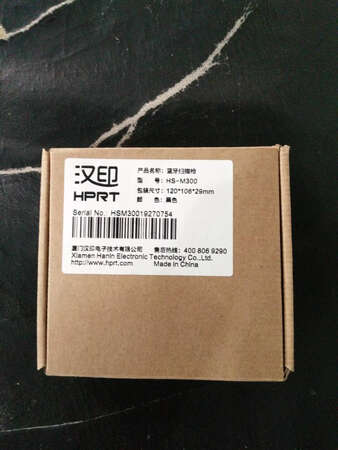 汉印
HPRT
产品名称: 蓝牙扫描枪
型 号: HS-M300
包装尺寸: 120*106*29mm
颜 色: 黑色
Serial No.: HSM30019270754
厦门汉印电子技术有限公司 售后热线: 400 806 9290
Xiamen Hanin Electronic Technology Co., Ltd.
http://www.hprt.com Made in China